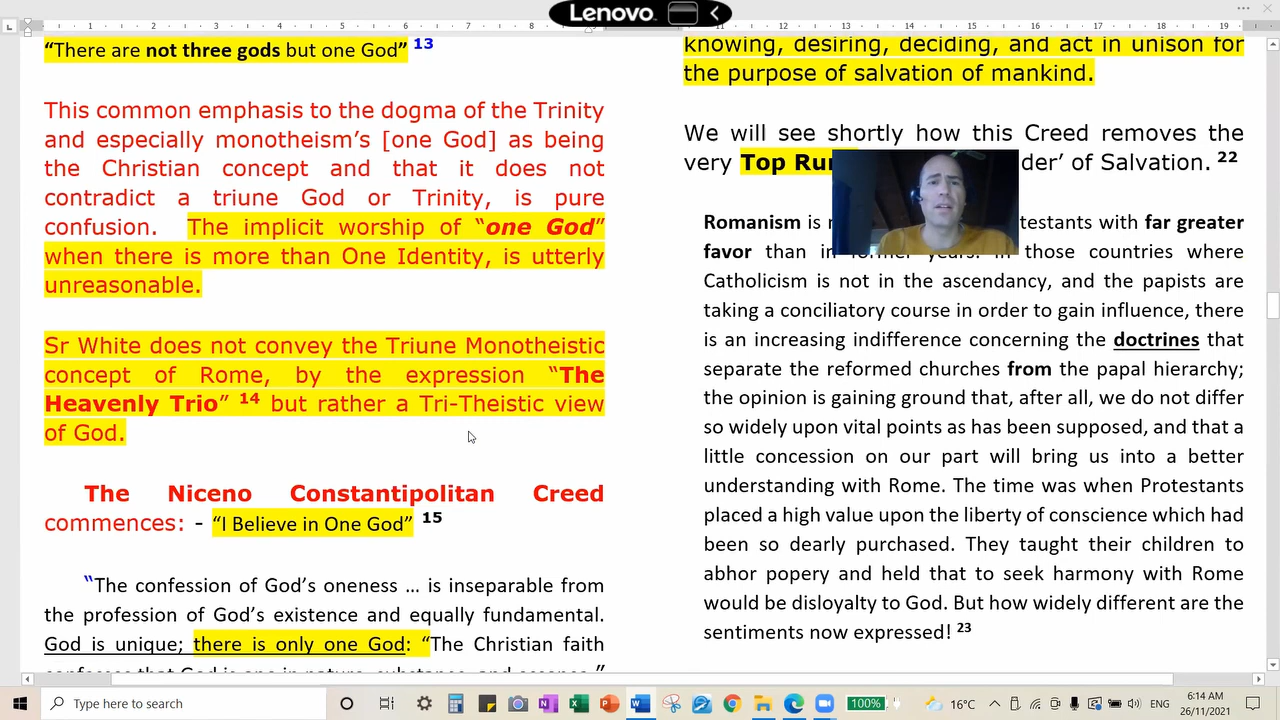 Lenovo
"There are not three gods but one God" 13
This common emphasis to the dogma of the Trinity
and especially monotheism's [one God] as being
the Christian concept and that it does not
contradict a triune God or Trinity, is pure
confusion. The implicit worship of "one God"
when there is more than One Identity, is utterly
unreasonable.
Sr White does not convey the Triune Monotheistic
concept of Rome, by the expression "The
Heavenly Trio" 14 but rather a Tri-Theistic view
of God.
The Niceno Constantipolitan Creed
commences: - "I Believe in One God" 15
"The confession of God's oneness ... is inseparable from
the profession of God's existence and equally fundamental.
God is unique; there is only one God: "The Christian faith
confesses that God is one in nature, substance, and essence."
knowing, desiring, deciding, and act in unison for
the purpose of salvation of mankind.
We will see shortly how this Creed removes the
very Top Run der' of Salvation. 22
Romanism is testants with far greater
favor than in former years. In those countries where
Catholicism is not in the ascendancy, and the papists are
taking a conciliatory course in order to gain influence, there
is an increasing indifference concerning the doctrines that
separate the reformed churches from the papal hierarchy;
the opinion is gaining ground that, after all, we do not differ
so widely upon vital points as has been supposed, and that a
little concession on our part will bring us into a better
understanding with Rome. The time was when Protestants
placed a high value upon the liberty of conscience which had
been so dearly purchased. They taught their children to
abhor popery and held that to seek harmony with Rome
would be disloyalty to God. But how widely different are the
sentiments now expressed! 23
Type here to search
100%
16°C
ENG
6:14 AM
26/11/2021